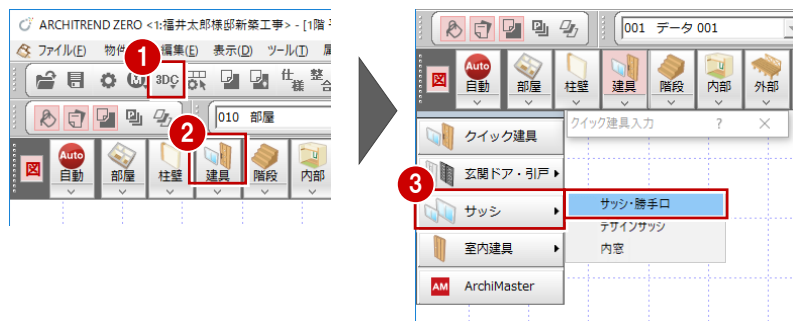 ARCHITREND ZERO <1:福井太郎様邸新築工事> - [1階
ファイル(F) 物件 編集(E) 表示(D) ツール(T)
1
3DC 仕様 整合
010 部屋
2
図 Auto 自動 部屋 柱壁 建具 階段 内部
001 データ 001
図 Auto 自動 部屋 柱壁 建具 階段 内部 外部
クイック建具入力 ? ×
クイック建具
玄関ドア・引戸
3
サッシ サッシ・勝手口
デザインサッシ
室内建具 内窓
AM ArchiMaster